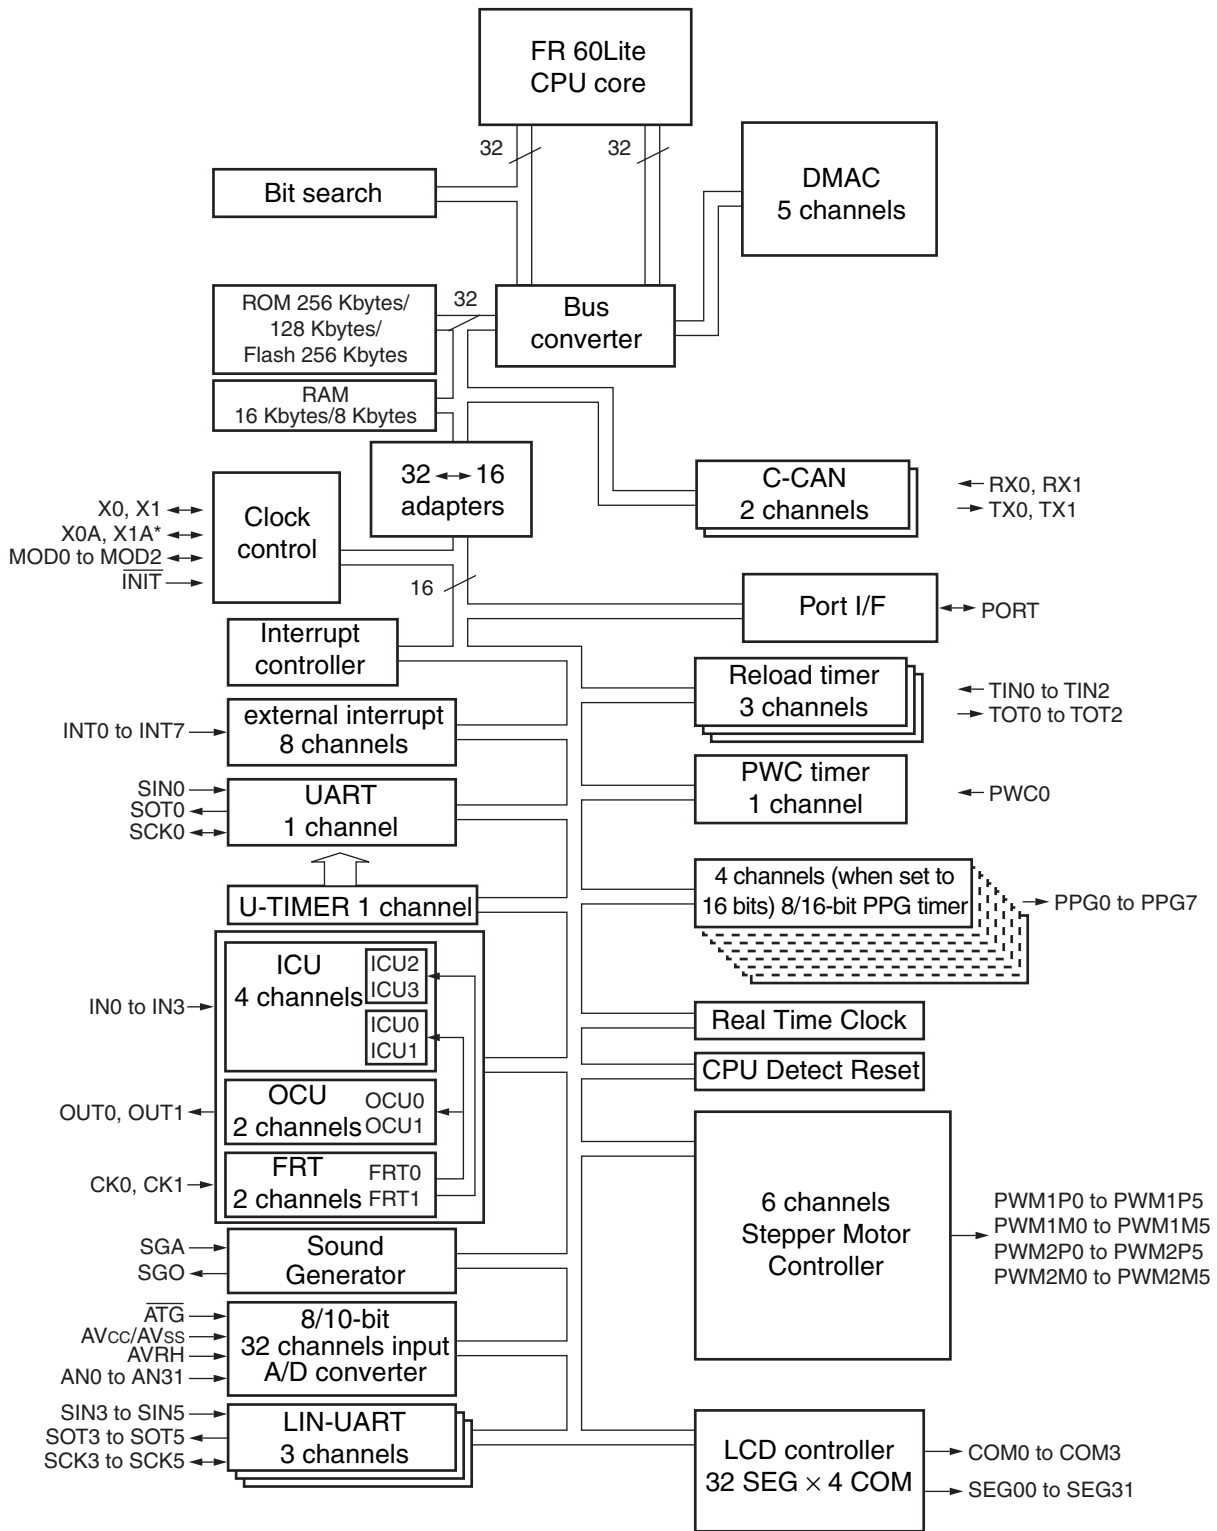 FR 60Lite
CPU core
32
32
Bit search
DMAC
5 channels
ROM 256 Kbytes/
128 Kbytes/
Flash 256 Kbytes
32
Bus
converter
RAM
16 Kbytes/8 Kbytes
32 ↔ 16
adapters
C-CAN
2 channels
RX0, RX1
TX0, TX1
X0, X1
X0A, X1A*
MOD0 to MOD2
INIT
Clock
control
16
Port I/F
PORT
Interrupt
controller
Reload timer
3 channels
TIN0 to TIN2
TOT0 to TOT2
INT0 to INT7
external interrupt
8 channels
PWC timer
1 channel
PWC0
SIN0
SOT0
SCK0
UART
1 channel
4 channels (when set to
16 bits) 8/16-bit PPG timer
PPG0 to PPG7
U-TIMER 1 channel
IN0 to IN3
ICU
4 channels
ICU2
ICU3
ICU0
ICU1
Real Time Clock
CPU Detect Reset
OUT0, OUT1
OCU
2 channels
OCU0
OCU1
CK0, CK1
FRT
2 channels
FRT0
FRT1
6 channels
Stepper Motor
Controller
PWM1P0 to PWM1P5
PWM1M0 to PWM1M5
PWM2P0 to PWM2P5
PWM2M0 to PWM2M5
SGA
SGO
Sound
Generator
ATG
AVCC/AVSS
AVRH
AN0 to AN31
8/10-bit
32 channels input
A/D converter
SIN3 to SIN5
SOT3 to SOT5
SCK3 to SCK5
LIN-UART
3 channels
LCD controller
32 SEG × 4 COM
COM0 to COM3
SEG00 to SEG31